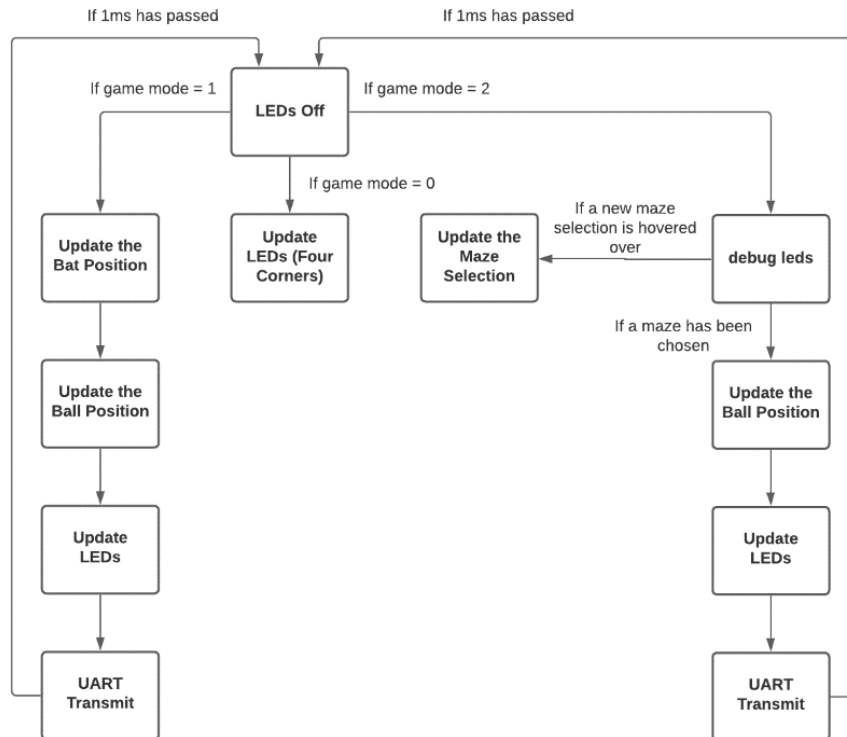 If 1ms has passed
If 1ms has passed
If game mode = 1
LEDs Off
If game mode = 2
If game mode = 0
Update the
Bat Position
Update
LEDs (Four
Corners)
Update the
Maze
Selection
If a new maze
selection is hovered
over
debug leds
If a maze has been
chosen
Update the
Ball Position
Update the
Ball Position
Update
LEDs
Update
LEDs
UART
Transmit
UART
Transmit